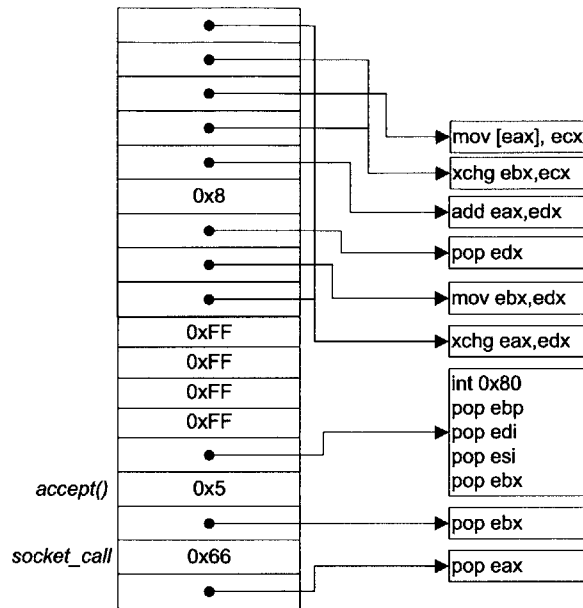 mov [eax], ecx
xchg ebx,ecx
add eax,edx
0x8
pop edx
mov ebx,edx
xchg eax,edx
0xFF
0xFF
0xFF
0xFF
int 0x80
pop ebp
pop edi
pop esi
pop ebx
accept()
0x5
pop ebx
socket_call
0x66
pop eax